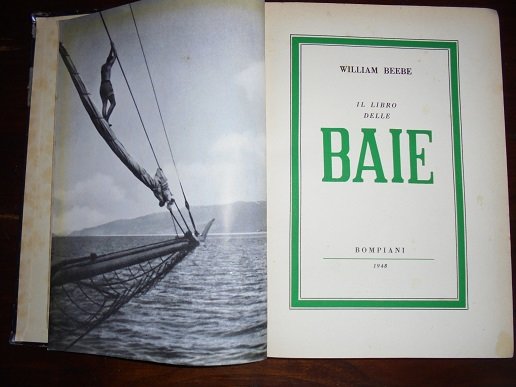 WILLIAM BEEBE
IL LIBRO
DELLE
BAIE
BOMPIANI
1948